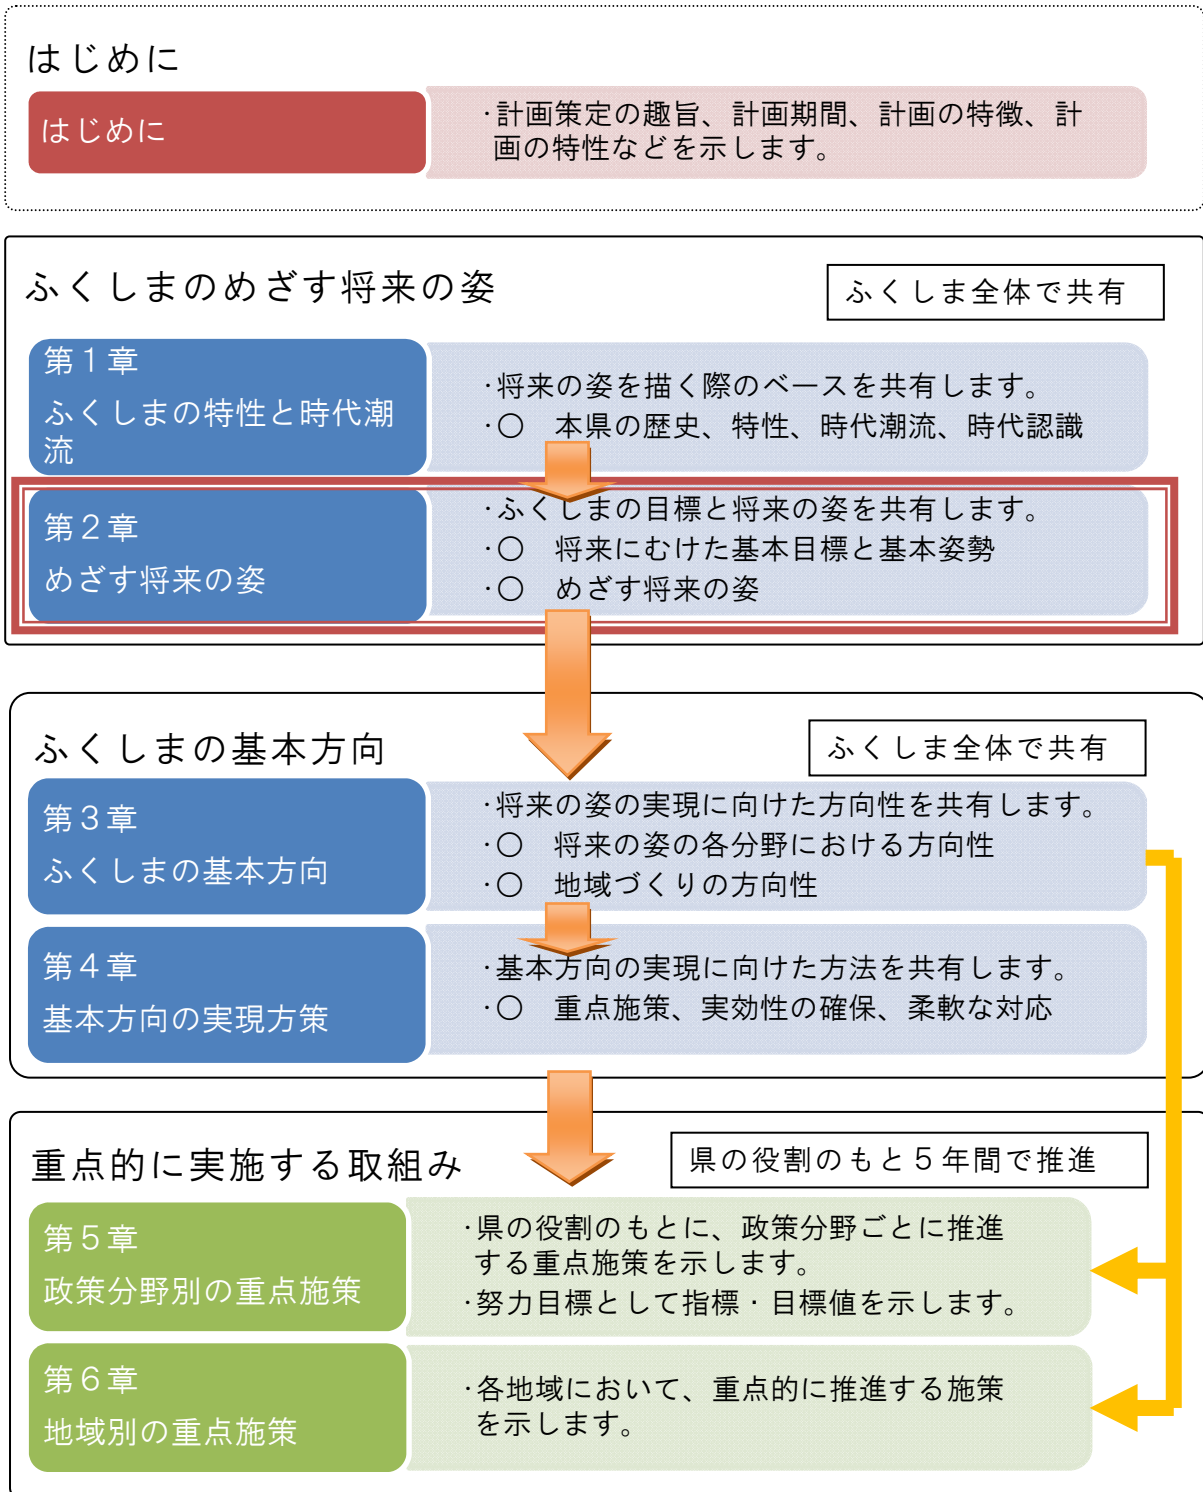 はじめに
はじめに
・計画策定の趣旨、計画期間、計画の特徴、計
画の特性などを示します。
ふくしまのめざす将来の姿
ふくしま全体で共有
第１章
ふくしまの特性と時代潮
流
・将来の姿を描く際のベースを共有します。
・○　本県の歴史、特性、時代潮流、時代認識
第２章
めざす将来の姿
・ふくしまの目標と将来の姿を共有します。
・○　将来にむけた基本目標と基本姿勢
・○　めざす将来の姿
ふくしまの基本方向
ふくしま全体で共有
第３章
ふくしまの基本方向
・将来の姿の実現に向けた方向性を共有します。
・○　将来の姿の各分野における方向性
・○　地域づくりの方向性
第４章
基本方向の実現方策
・基本方向の実現に向けた方法を共有します。
・○　重点施策、実効性の確保、柔軟な対応
重点的に実施する取組み
県の役割のもと５年間で推進
第５章
政策分野別の重点施策
・県の役割のもとに、政策分野ごとに推進
する重点施策を示します。
・努力目標として指標・目標値を示します。
第６章
地域別の重点施策
・各地域において、重点的に推進する施策
を示します。